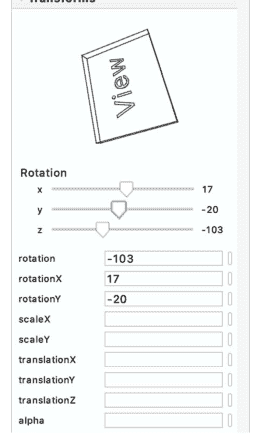 Transforms
View
Rotation
x 17
y -20
z -103
rotation -103
rotationX 17
rotationY -20
scaleX
scaleY
translationX
translationY
translationZ
alpha